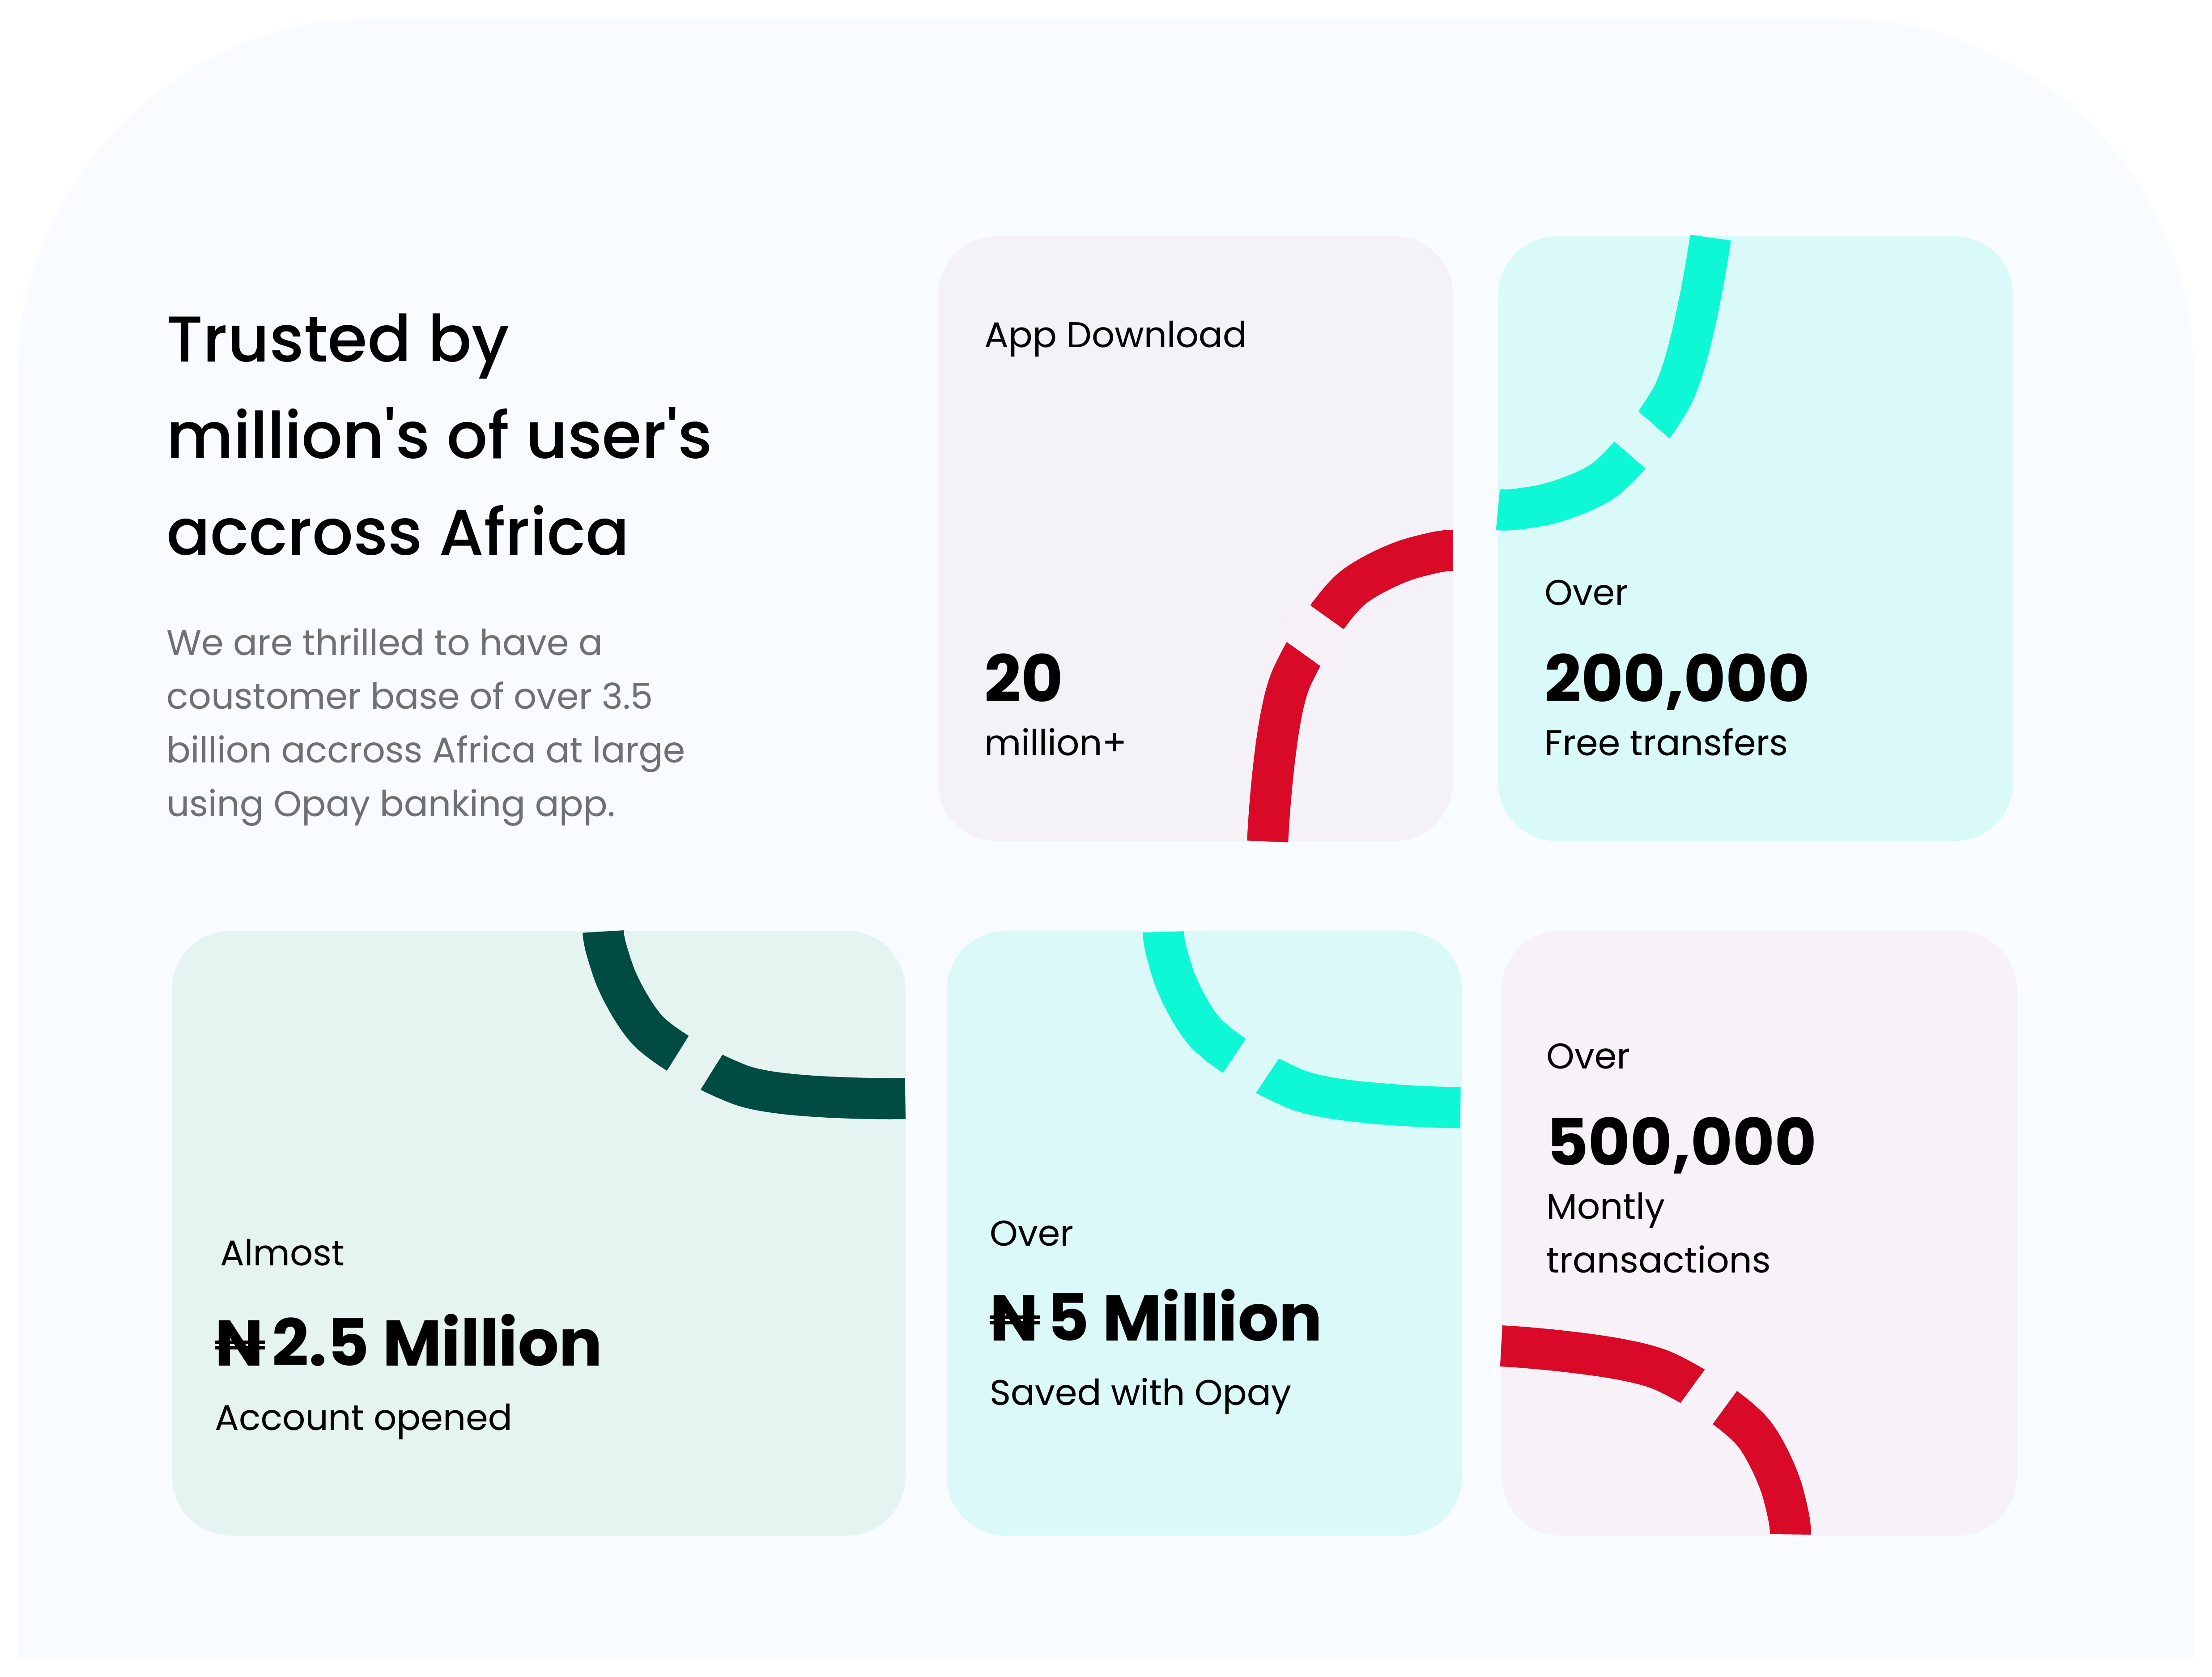 Trusted by
million's of user's
accross Africa
We are thrilled to have a
coustomer base of over 3.5
billion accross Africa at large
using Opay banking app.
App Download
20
million+
Over
200,000
Free transfers
Almost
₦2.5 Million
Account opened
Over
₦5 Million
Saved with Opay
Over
500,000
Montly
transactions